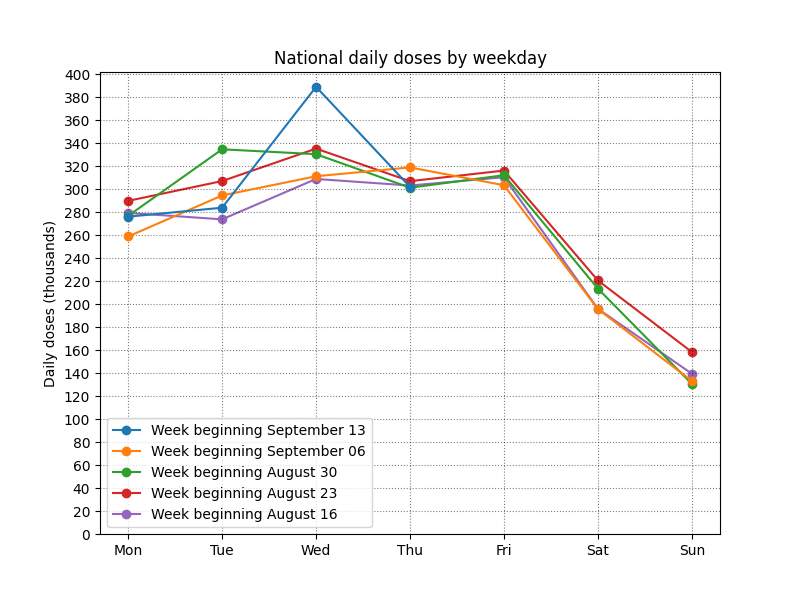 National daily doses by weekday
Daily doses (thousands)
400
380
360
340
320
300
280
260
240
220
200
180
160
140
120
100
80
60
40
20
0
Week beginning September 13
Week beginning September 06
Week beginning August 30
Week beginning August 23
Week beginning August 16
Mon Tue Wed Thu Fri Sat Sun